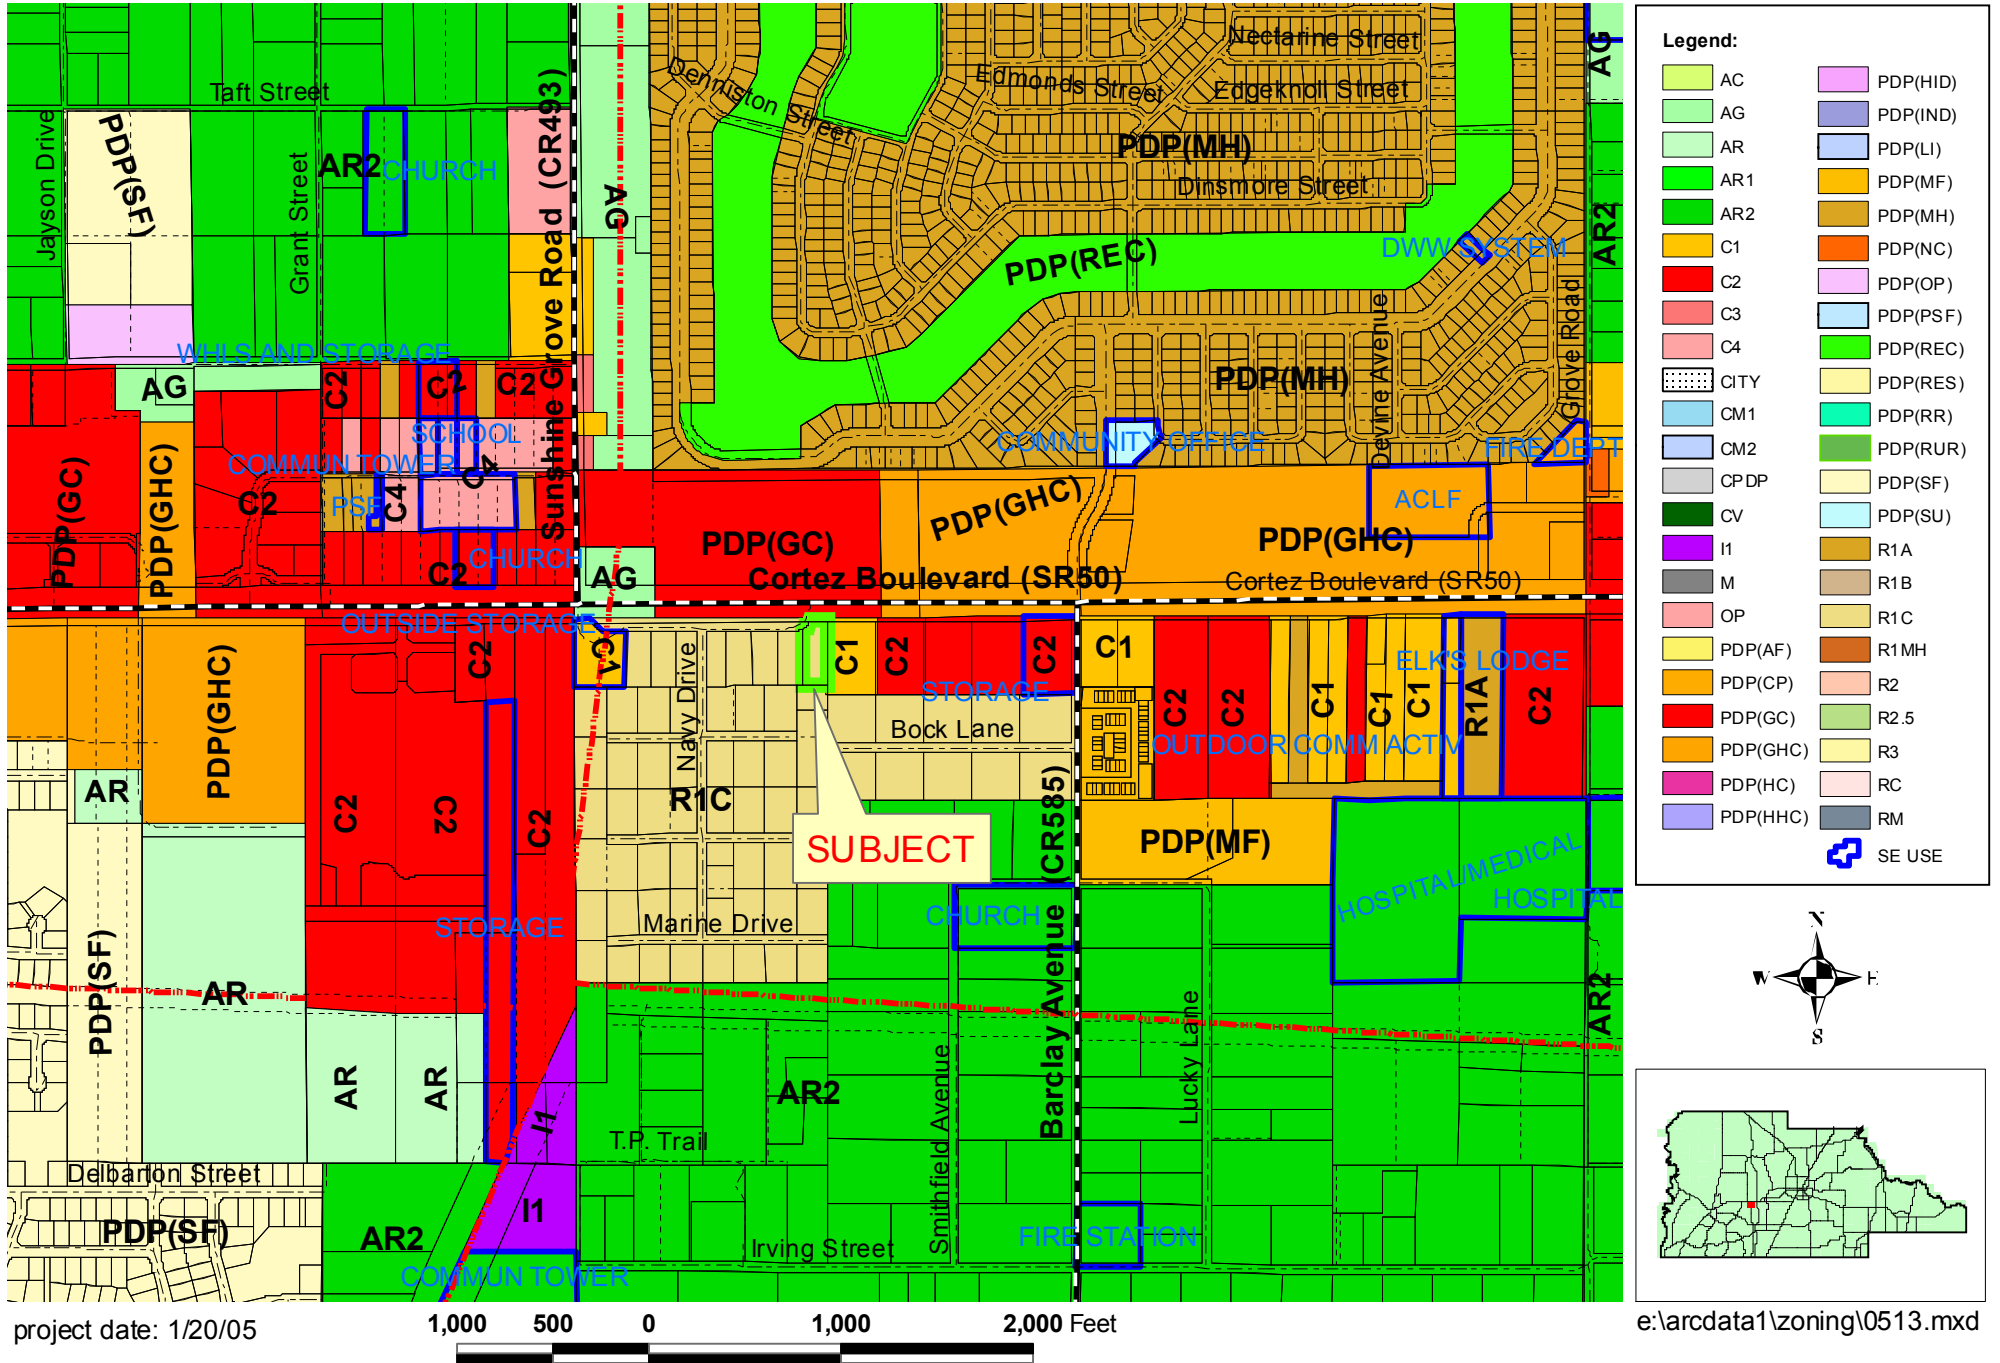 Nectarine Street
Edmonds Street
Edgeknoll Street
Denniston Street
PDP(MH)
Dinsmore Street
PDP(REC)
DWW SYSTEM
PDP(MH)
Devine Avenue
Grove Road
COMMUNITY OFFICE
FIRE DEPT
AG
AR2
Taft Street
Jayson Drive
PDP(SF)
Grant Street
AR2
CHURCH
Sunshine Grove Road (CR493)
AG
WHLS AND STORAGE
AG
C2
C2
C2
SCHOOL
COMMUN TOWER
C4
PDP(GC)
PDP(GHC)
C2
PSF
C4
CHURCH
C2
PDP(GC)
PDP(GHC)
PDP(GHC)
ACLF
AG
Cortez Boulevard (SR50)
Cortez Boulevard (SR50)
OUTSIDE STORAGE
PDP(GHC)
C2
C1
Navy Drive
1
C1
C2
C2
STORAGE
Bock Lane
C1
C2
C2
C1
C1
C1
ELK'S LODGE
R1A
C2
OUTDOOR COMM ACTIV
AR
C2
C2
C2
R1C
SUBJECT
PDP(MF)
HOSPITAL/MEDICAL
HOSPITAL
Marine Drive
CHURCH
STORAGE
Barclay Avenue (CR585)
PDP(SF)
AR
AR
AR
I1
AR2
T.P. Trail
Smithfield Avenue
Lucky Lane
AR2
Delbarton Street
PDP(SF)
AR2
I1
Irving Street
FIRE STATION
COMMUN TOWER
Legend:
AC
AG
AR
AR1
AR2
C1
C2
C3
C4
CITY
CM1
CM2
CPDP
CV
I1
M
OP
PDP(AF)
PDP(CP)
PDP(GC)
PDP(GHC)
PDP(HC)
PDP(HHC)
PDP(HID)
PDP(IND)
PDP(LI)
PDP(MF)
PDP(MH)
PDP(NC)
PDP(OP)
PDP(PSF)
PDP(REC)
PDP(RES)
PDP(RR)
PDP(RUR)
PDP(SF)
PDP(SU)
R1A
R1B
R1C
R1MH
R2
R2.5
R3
RC
RM
SE USE
N
W
S
project date: 1/20/05
1,000 500 0 1,000 2,000 Feet
e:\arcdata1\zoning\0513.mxd